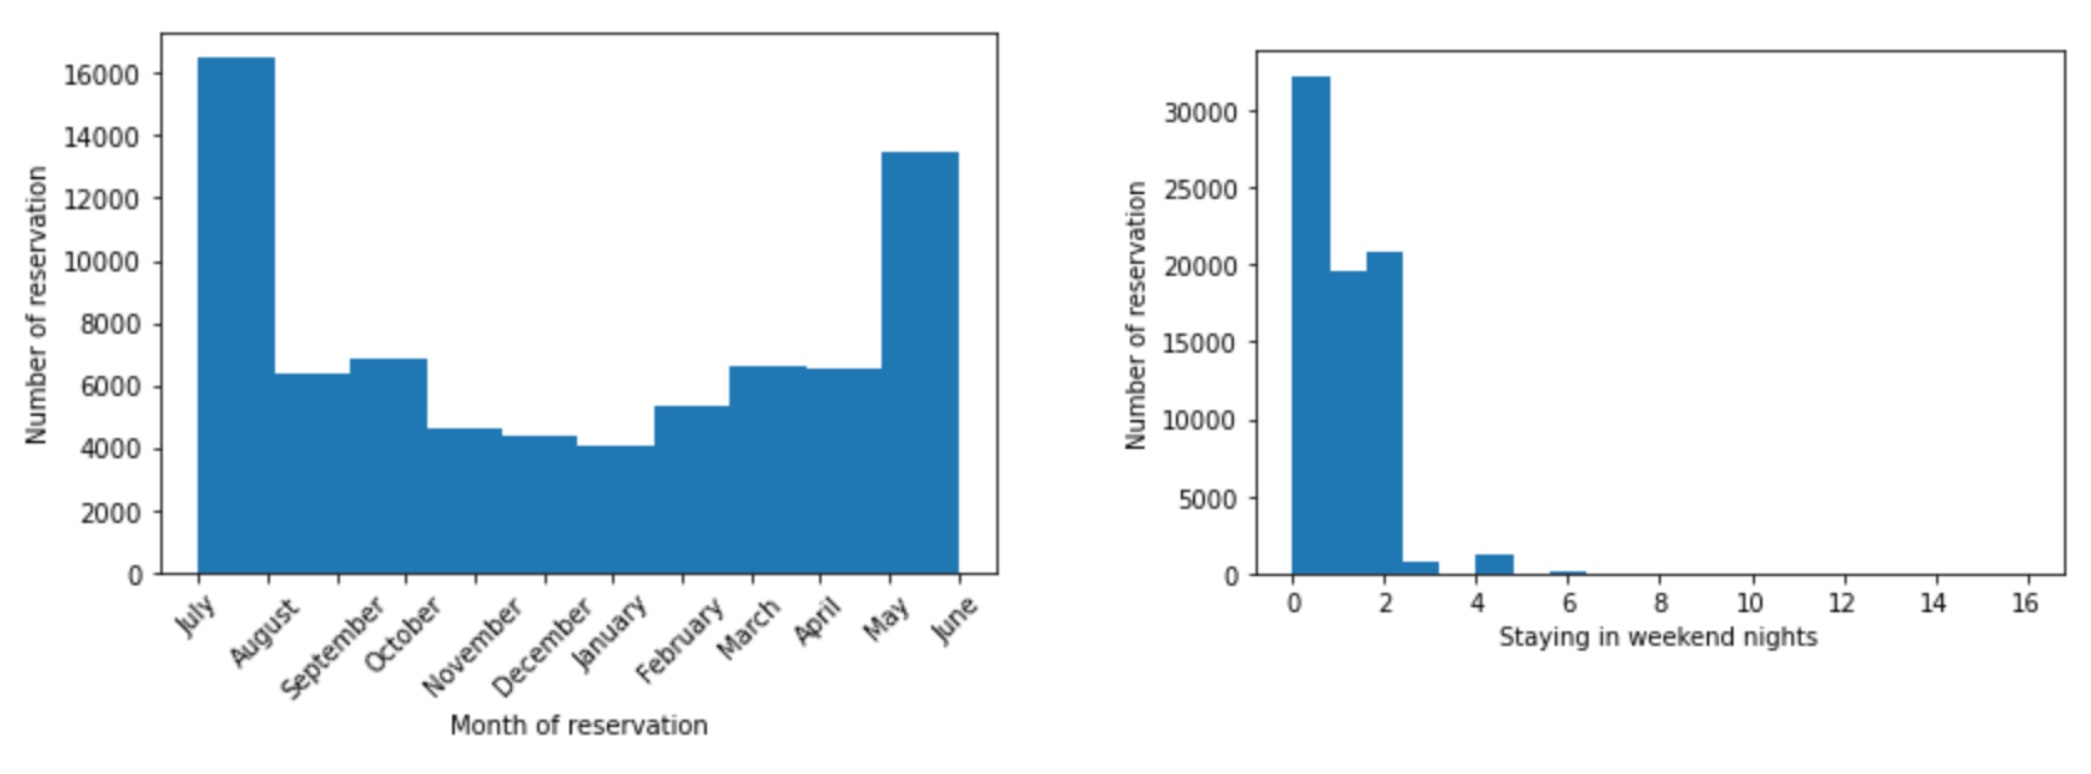 16000
14000
12000
10000
8000
6000
4000
2000
0
Number of reservation
July
August
September
October
November
December
January
February
March
April
May
June
Month of reservation
30000
25000
20000
15000
10000
5000
0
Number of reservation
0 2 4 6 8 10 12 14 16
Staying in weekend nights